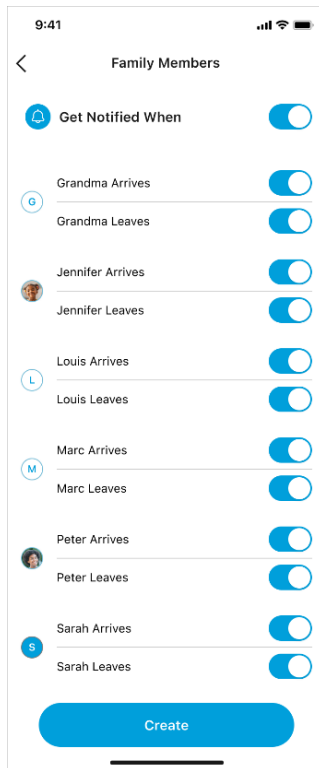 9:41
Family Members
Get Notified When
Grandma Arrives
G
Grandma Leaves
Jennifer Arrives
Jennifer Leaves
Louis Arrives
L
Louis Leaves
Marc Arrives
M
Marc Leaves
Peter Arrives
Peter Leaves
Sarah Arrives
S
Sarah Leaves
Create